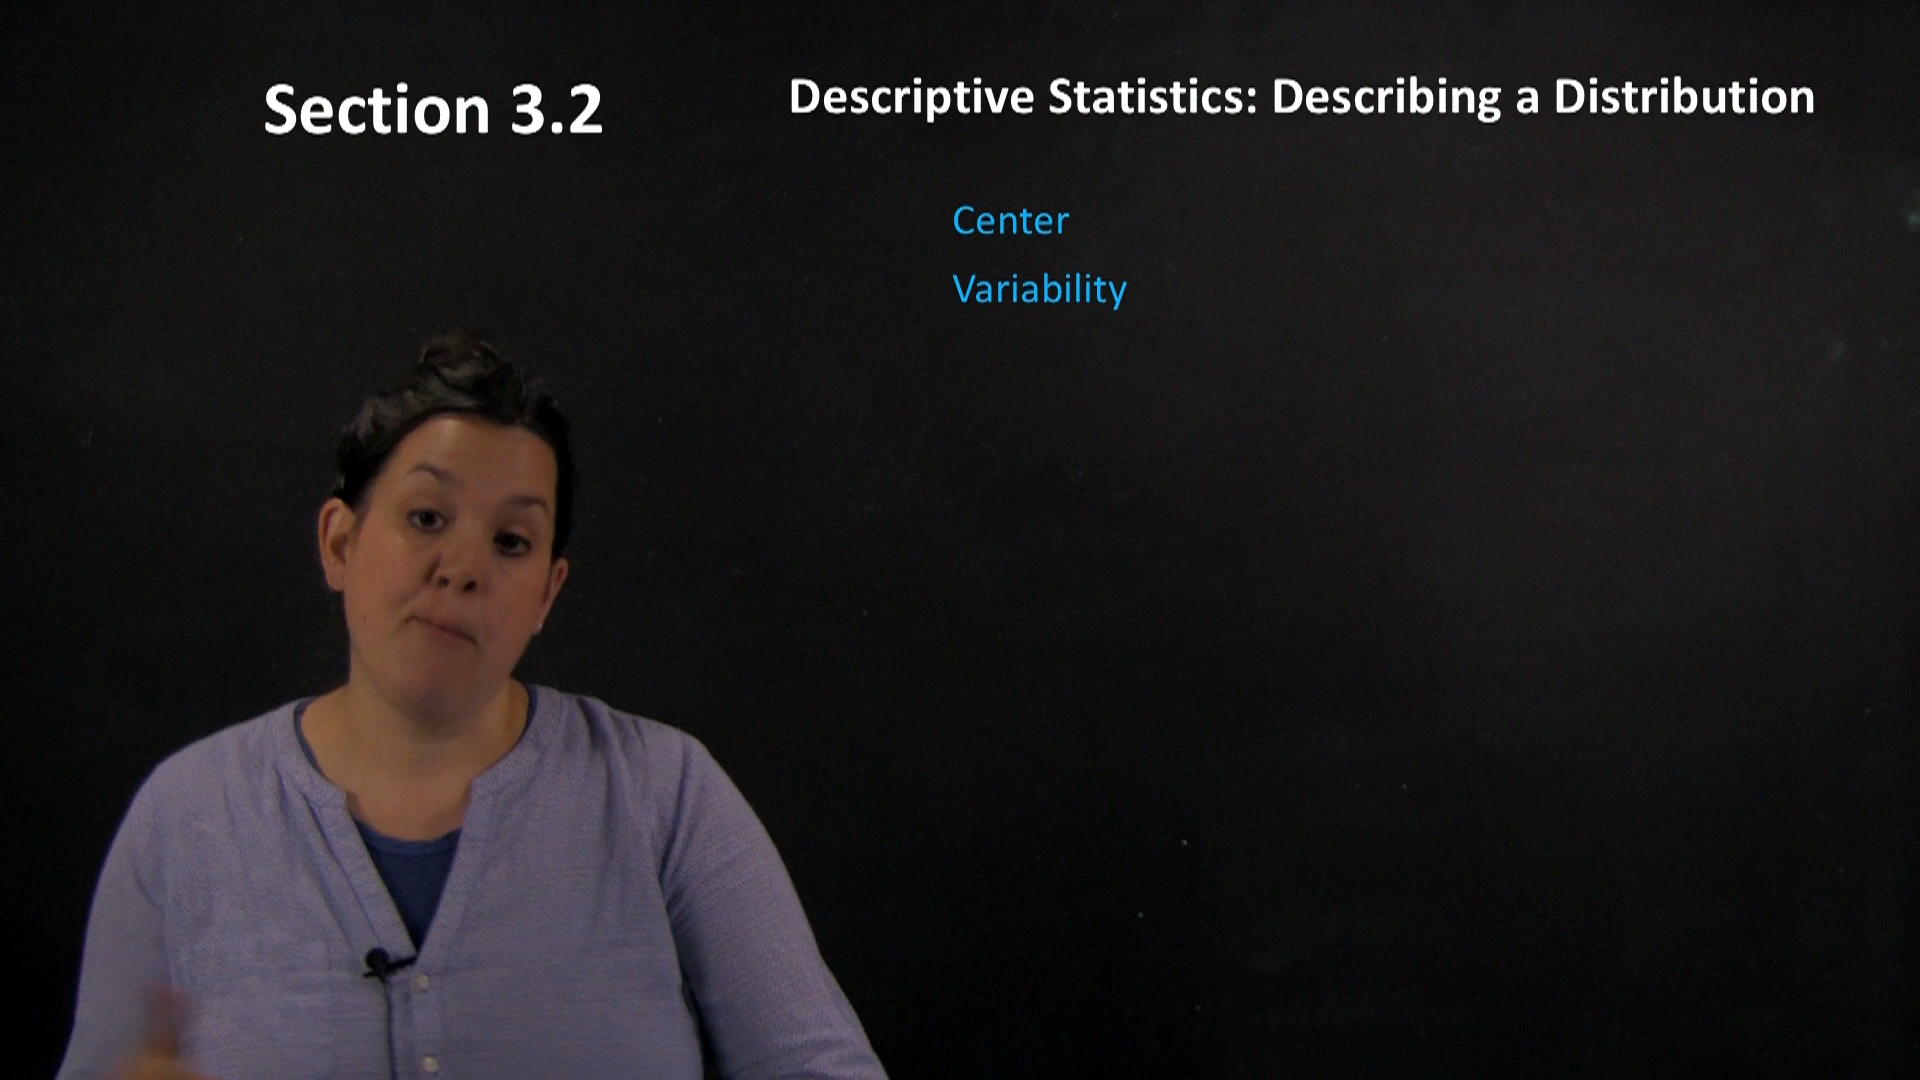 Section 3.2
Descriptive Statistics: Describing a Distribution
Center
Variability